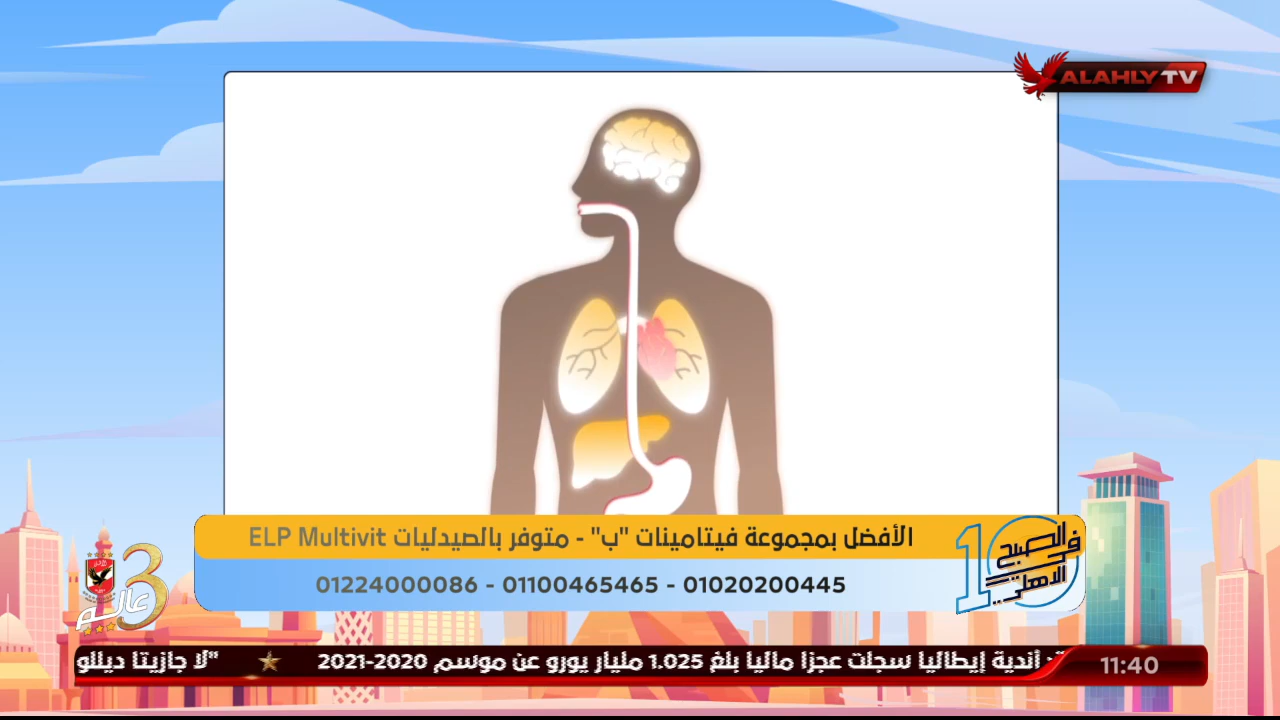 ALAHLY TV
الأفضل بمجموعة فيتامينات "ب" - متوفر بالصيدليات ELP Multivit
01224000086 - 01100465465 - 01020200445
10 الصبح
في الأهلي
3 عالم
أندية إيطاليا سجلت عجزا ماليا بلغ 1.025 مليار يورو عن موسم 2020-2021 ★ "لا جازيتا ديللو
11:40